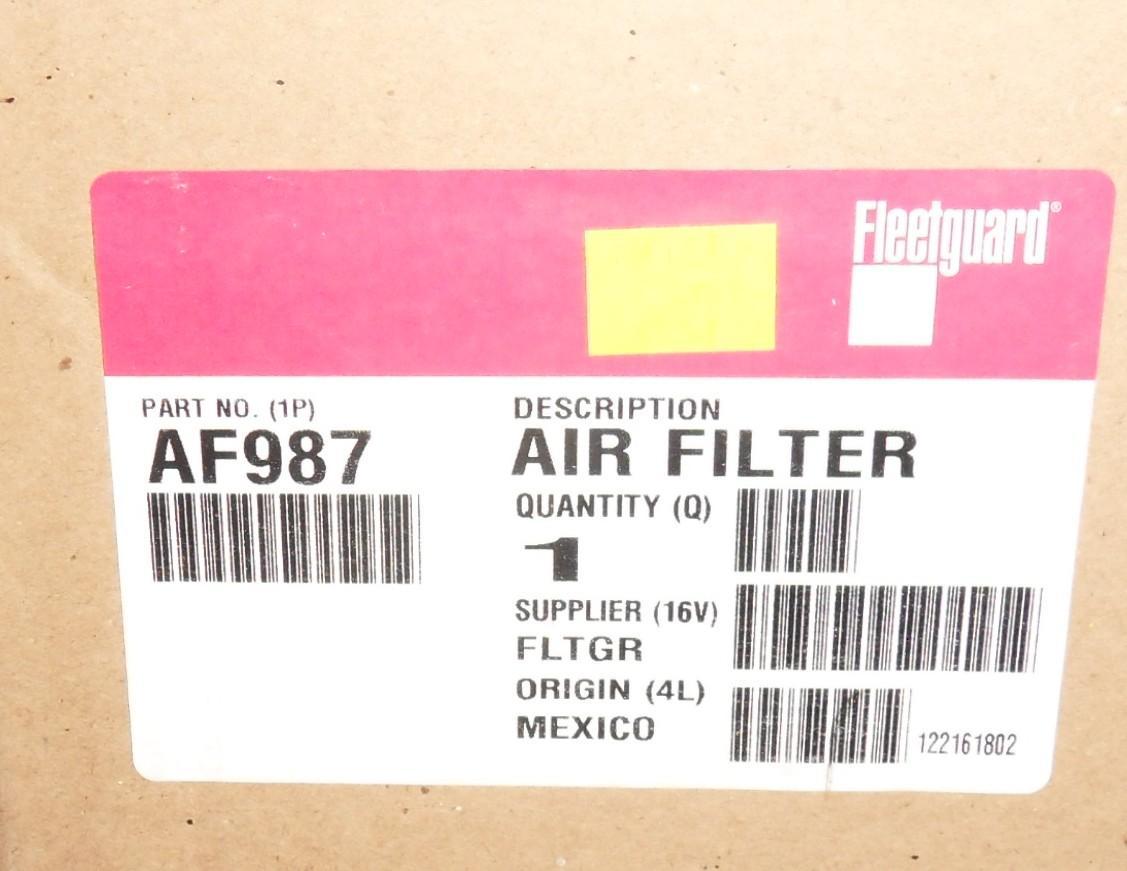 Fleetguard®
PART NO. (1P)
AF987
DESCRIPTION
AIR FILTER
QUANTITY (Q)
1
SUPPLIER (16V)
FLTGR
ORIGIN (4L)
MEXICO
122161802